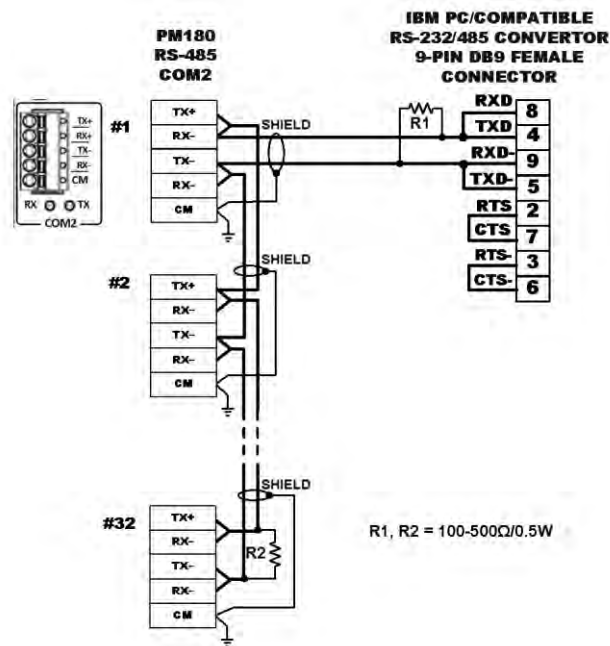 IBM PC/COMPATIBLE
RS-232/485 CONVERTOR
9-PIN DB9 FEMALE
CONNECTOR
PM180
RS-485
COM2
#1
TX+
RX–
TX–
RX–
CM
TX+
RX+
TX-
RX-
CM
RX TX
COM2
SHIELD
R1
RXD 8
TXD 4
RXD- 9
TXD- 5
RTS 2
CTS 7
RTS- 3
CTS- 6
SHIELD
#2
TX+
RX–
TX–
RX–
CM
SHIELD
#32
TX+
RX–
TX–
RX–
CM
R2
R1, R2 = 100-500Ω/0.5W